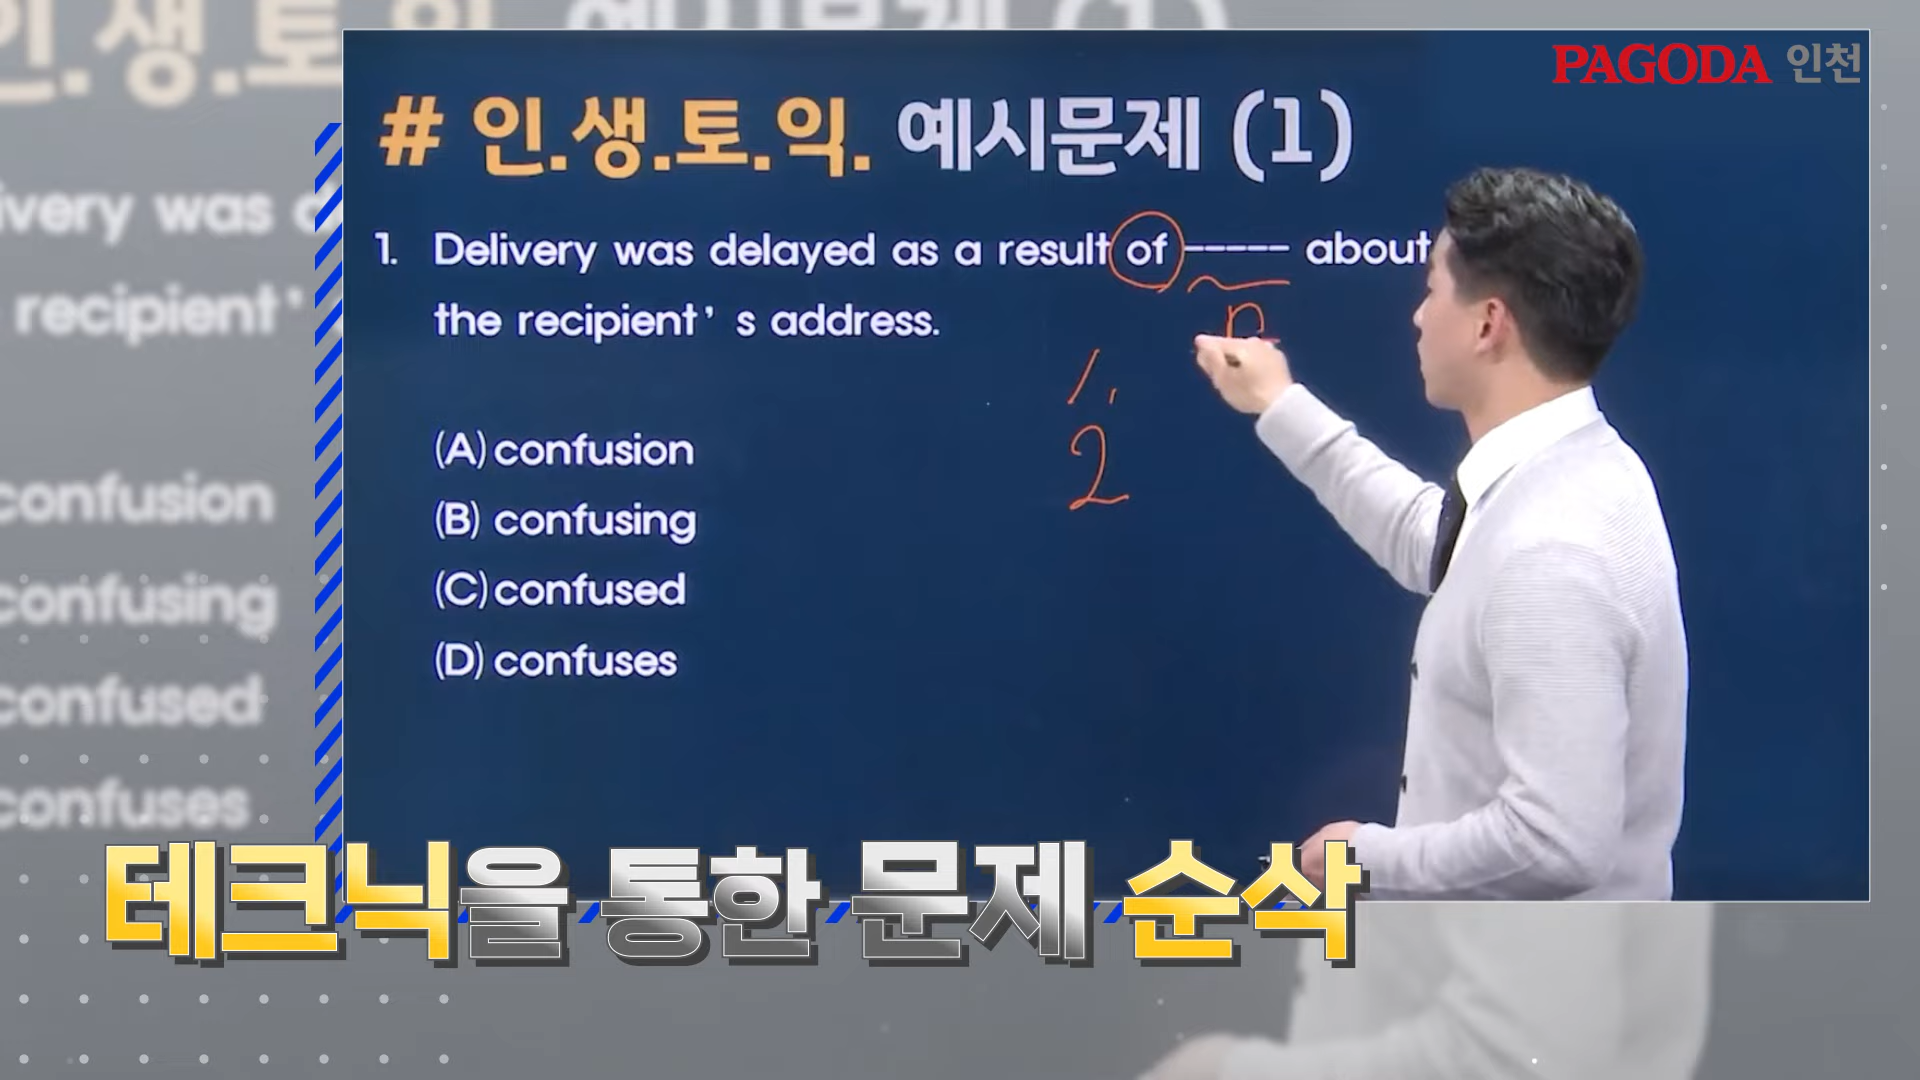 PAGODA 인천
# 인.생.토.익. 예시문제 (1)
1. Delivery was delayed as a result of ----- about
the recipient's address.
n
1.
2
(A) confusion
(B) confusing
(C) confused
(D) confuses
테크닉을 통한 문제 순삭